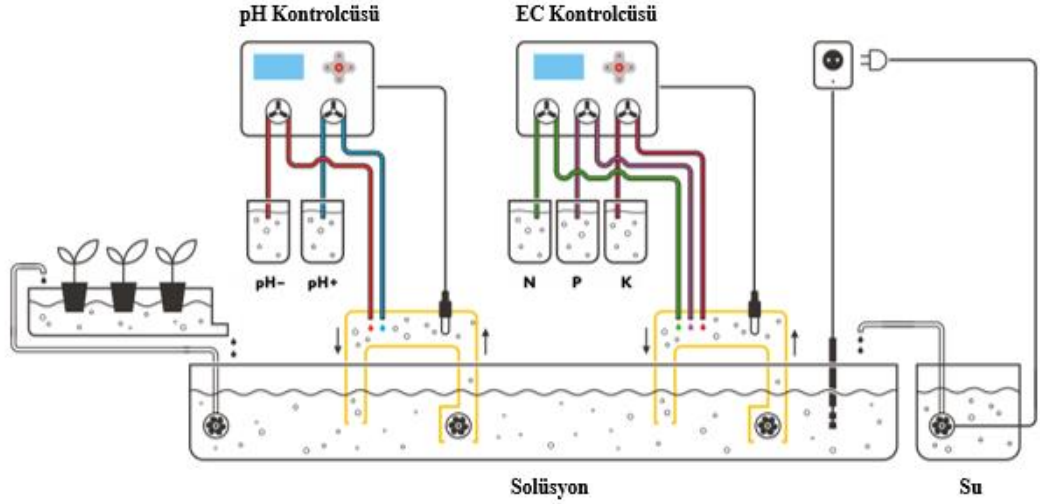 pH Kontrolcüsü
EC Kontrolcüsü
pH-
pH+
N
P
K
Solüsyon
Su